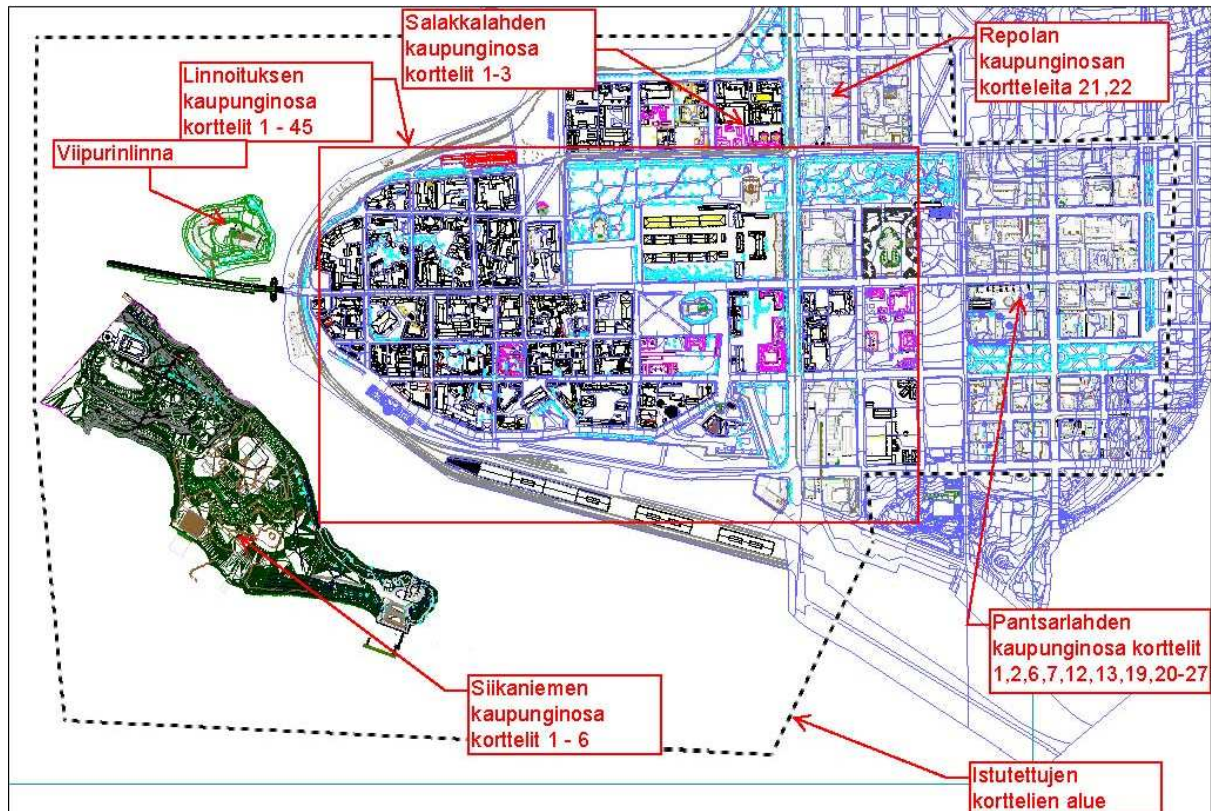 Salakkalahden
kaupunginosa
korttelit 1-3
Repolan
kaupunginosan
kortteleita 21,22
Linnoituksen
kaupunginosa
korttelit 1 - 45
Viipurinlinna
Pantsarlahden
kaupunginosa korttelit
1,2,6,7,12,13,19,20-27
Siikaniemen
kaupunginosa
korttelit 1 - 6
Istutettujen
korttelien alue